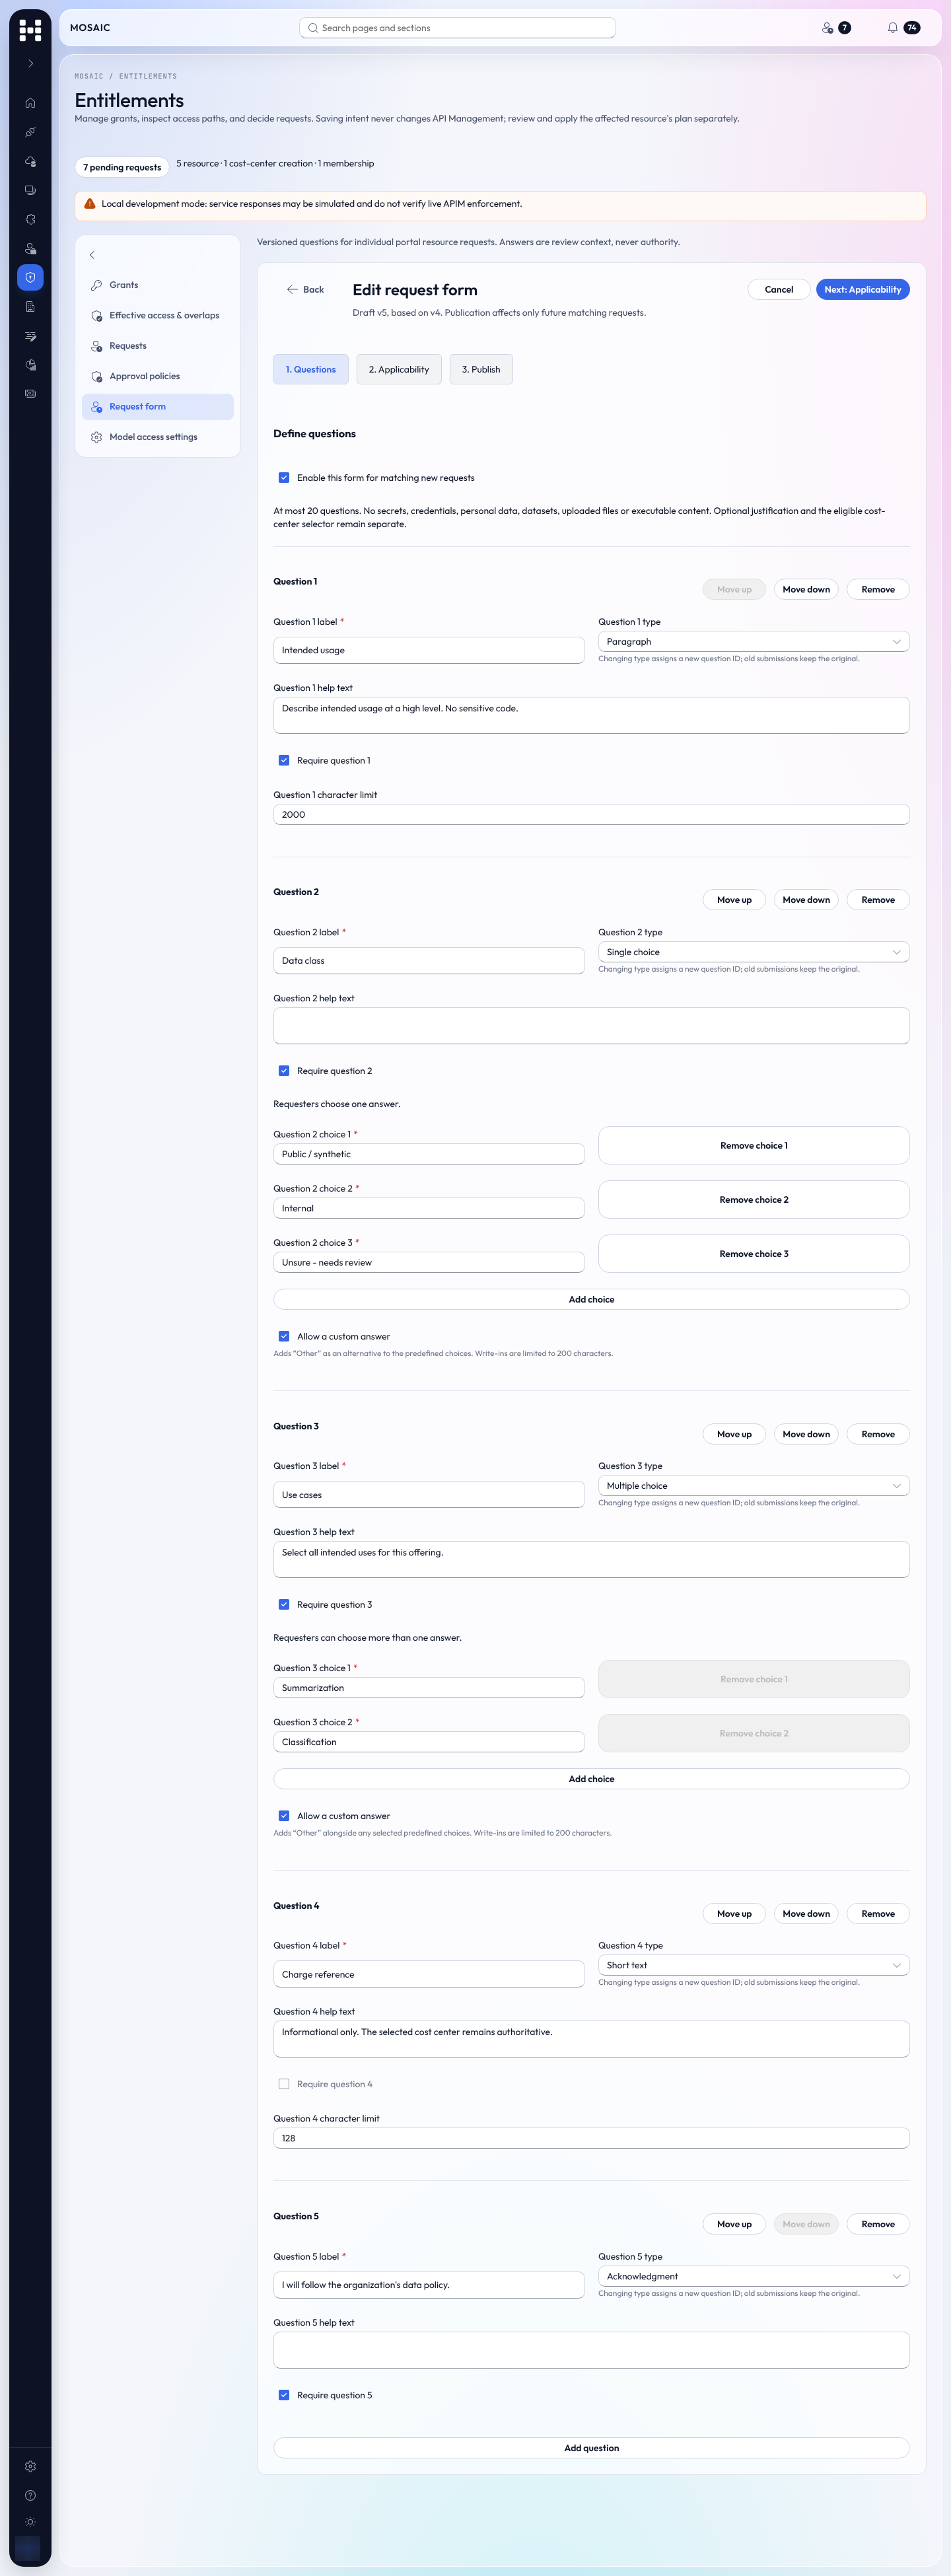 MOSAIC
Search pages and sections
7
74
MOSAIC / ENTITLEMENTS
Entitlements
Manage grants, inspect access paths, and decide requests. Saving intent never changes API Management; review and apply the affected resource's plan separately.
7 pending requests
5 resource · 1 cost-center creation · 1 membership
Local development mode: service responses may be simulated and do not verify live APIM enforcement.
Grants
Effective access & overlaps
Requests
Approval policies
Request form
Model access settings
Versioned questions for individual portal resource requests. Answers are review context, never authority.
Back
Edit request form
Cancel
Next: Applicability
Draft v5, based on v4. Publication affects only future matching requests.
1. Questions
2. Applicability
3. Publish
Define questions
Enable this form for matching new requests
At most 20 questions. No secrets, credentials, personal data, datasets, uploaded files or executable content. Optional justification and the eligible cost-
center selector remain separate.
Question 1
Move up
Move down
Remove
Question 1 label *
Question 1 type
Intended usage
Paragraph
Changing type assigns a new question ID; old submissions keep the original.
Question 1 help text
Describe intended usage at a high level. No sensitive code.
Require question 1
Question 1 character limit
2000
Question 2
Move up
Move down
Remove
Question 2 label *
Question 2 type
Data class
Single choice
Changing type assigns a new question ID; old submissions keep the original.
Question 2 help text
Require question 2
Requesters choose one answer.
Question 2 choice 1 *
Public / synthetic
Remove choice 1
Question 2 choice 2 *
Internal
Remove choice 2
Question 2 choice 3 *
Unsure - needs review
Remove choice 3
Add choice
Allow a custom answer
Adds "Other" as an alternative to the predefined choices. Write-ins are limited to 200 characters.
Question 3
Move up
Move down
Remove
Question 3 label *
Question 3 type
Use cases
Multiple choice
Changing type assigns a new question ID; old submissions keep the original.
Question 3 help text
Select all intended uses for this offering.
Require question 3
Requesters can choose more than one answer.
Question 3 choice 1 *
Summarization
Remove choice 1
Question 3 choice 2 *
Classification
Remove choice 2
Add choice
Allow a custom answer
Adds "Other" alongside any selected predefined choices. Write-ins are limited to 200 characters.
Question 4
Move up
Move down
Remove
Question 4 label *
Question 4 type
Charge reference
Short text
Changing type assigns a new question ID; old submissions keep the original.
Question 4 help text
Informational only. The selected cost center remains authoritative.
Require question 4
Question 4 character limit
128
Question 5
Move up
Move down
Remove
Question 5 label *
Question 5 type
I will follow the organization's data policy.
Acknowledgment
Changing type assigns a new question ID; old submissions keep the original.
Question 5 help text
Require question 5
Add question